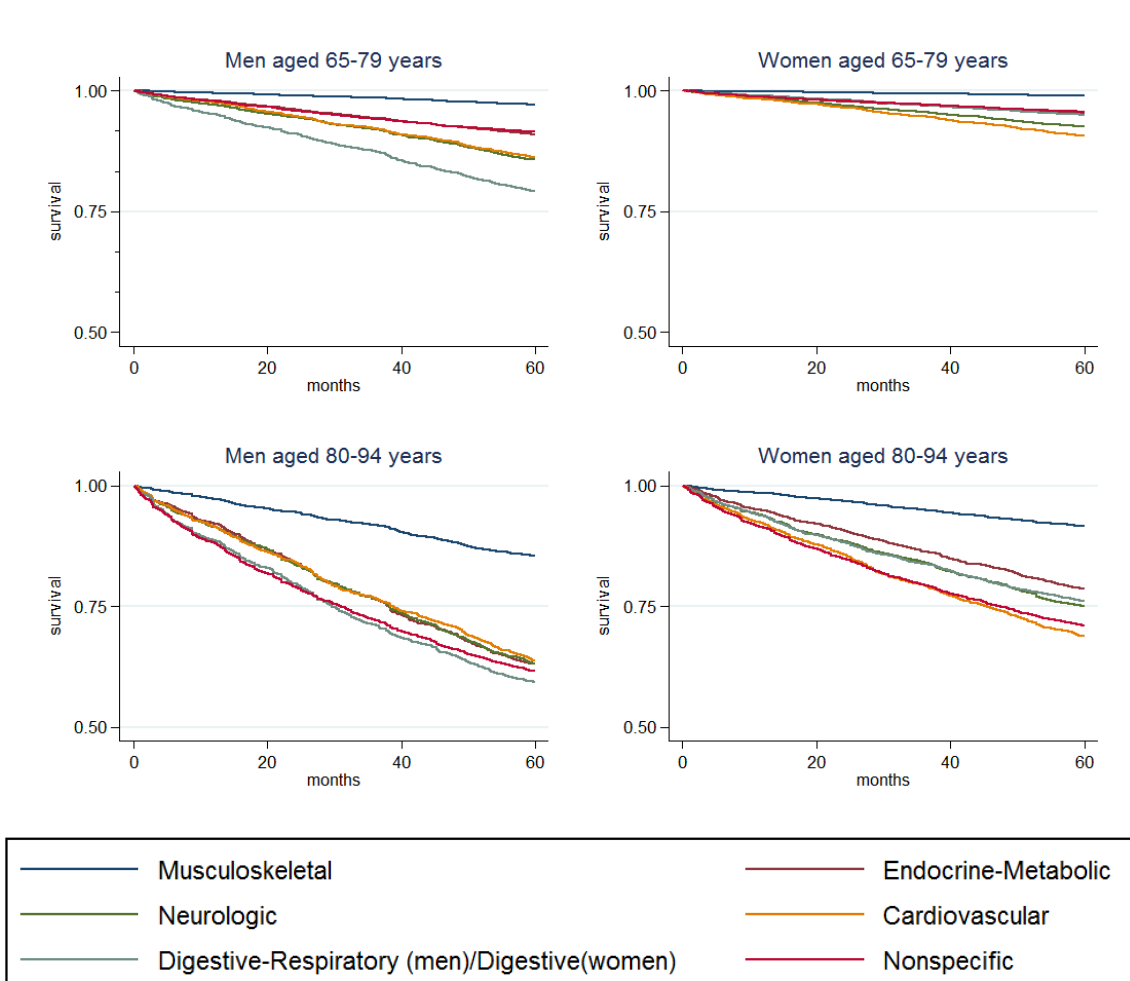 Men aged 65-79 years
1.00
0.75
0.50
survival
0 20 40 60
months
Women aged 65-79 years
1.00
0.75
0.50
survival
0 20 40 60
months
Men aged 80-94 years
1.00
0.75
0.50
survival
0 20 40 60
months
Women aged 80-94 years
1.00
0.75
0.50
survival
0 20 40 60
months
Musculoskeletal
Endocrine-Metabolic
Neurologic
Cardiovascular
Digestive-Respiratory (men)/Digestive(women)
Nonspecific